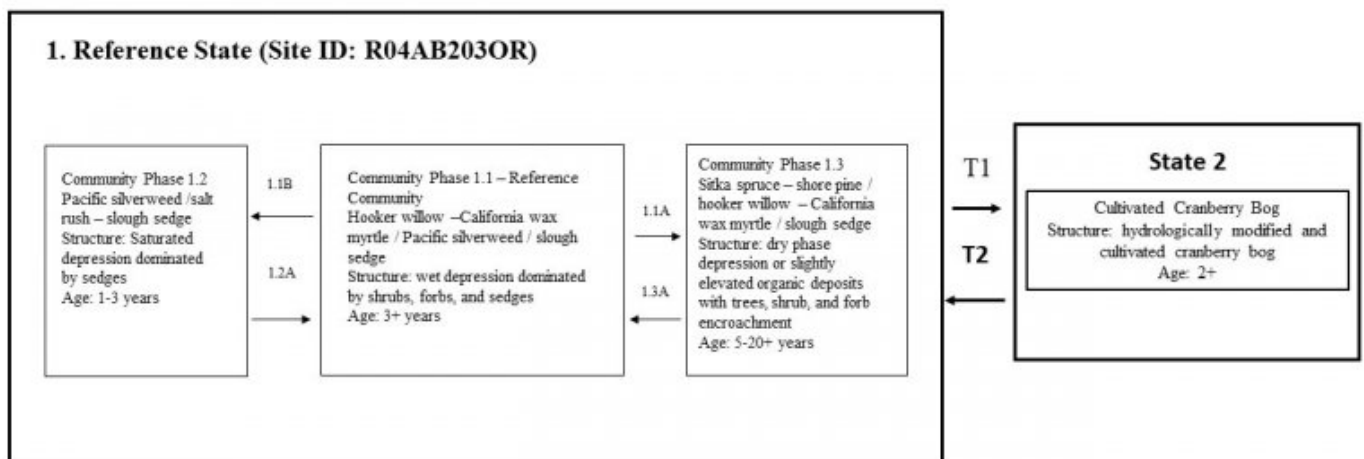 1. Reference State (Site ID: R04AB203OR)
Community Phase 1.2
Pacific silverweed /salt
rush – slough sedge
Structure: Saturated
depression dominated
by sedges
Age: 1-3 years
1.1B
1.2A
Community Phase 1.1 – Reference
Community
Hooker willow –California wax
myrtle / Pacific silverweed / slough
sedge
Structure: wet depression dominated
by shrubs, forbs, and sedges
Age: 3+ years
1.1A
1.3A
Community Phase 1.3
Sitka spruce – shore pine /
hooker willow – California
wax myrtle / slough sedge
Structure: dry phase
depression or slightly
elevated organic deposits
with trees, shrub, and forb
encroachment
Age: 5-20+ years
T1
T2
State 2
Cultivated Cranberry Bog
Structure: hydrologically modified and
cultivated cranberry bog
Age: 2+